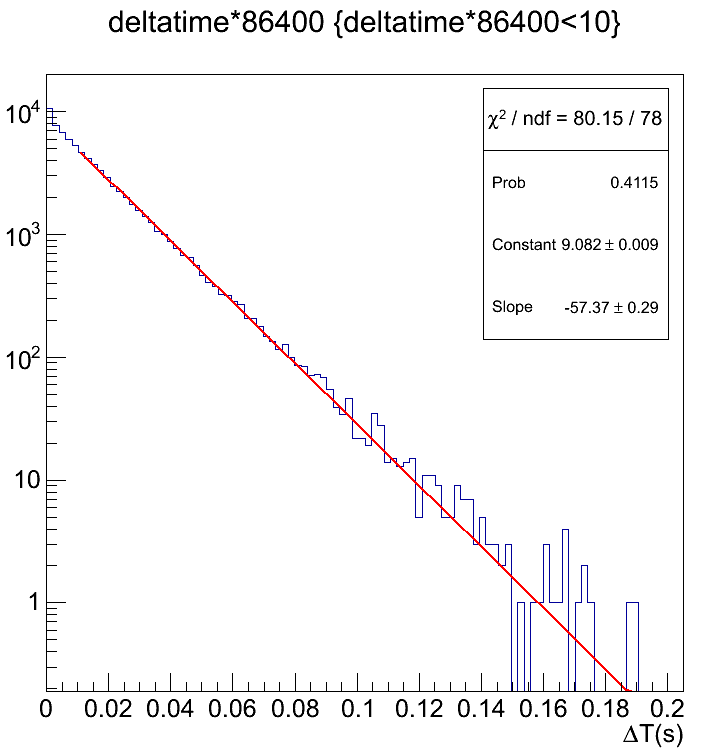 deltatime*86400 {deltatime*86400<10}
χ² / ndf = 80.15 / 78
Prob 0.4115
Constant 9.082 ± 0.009
Slope -57.37 ± 0.29
10⁴
10³
10²
10
1
0 0.02 0.04 0.06 0.08 0.1 0.12 0.14 0.16 0.18 0.2
ΔT(s)